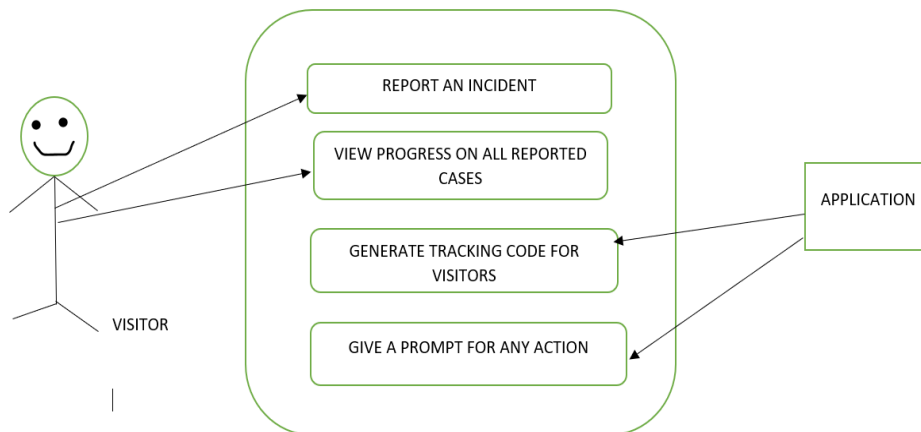 REPORT AN INCIDENT
VIEW PROGRESS ON ALL REPORTED
CASES
APPLICATION
GENERATE TRACKING CODE FOR
VISITORS
VISITOR
GIVE A PROMPT FOR ANY ACTION